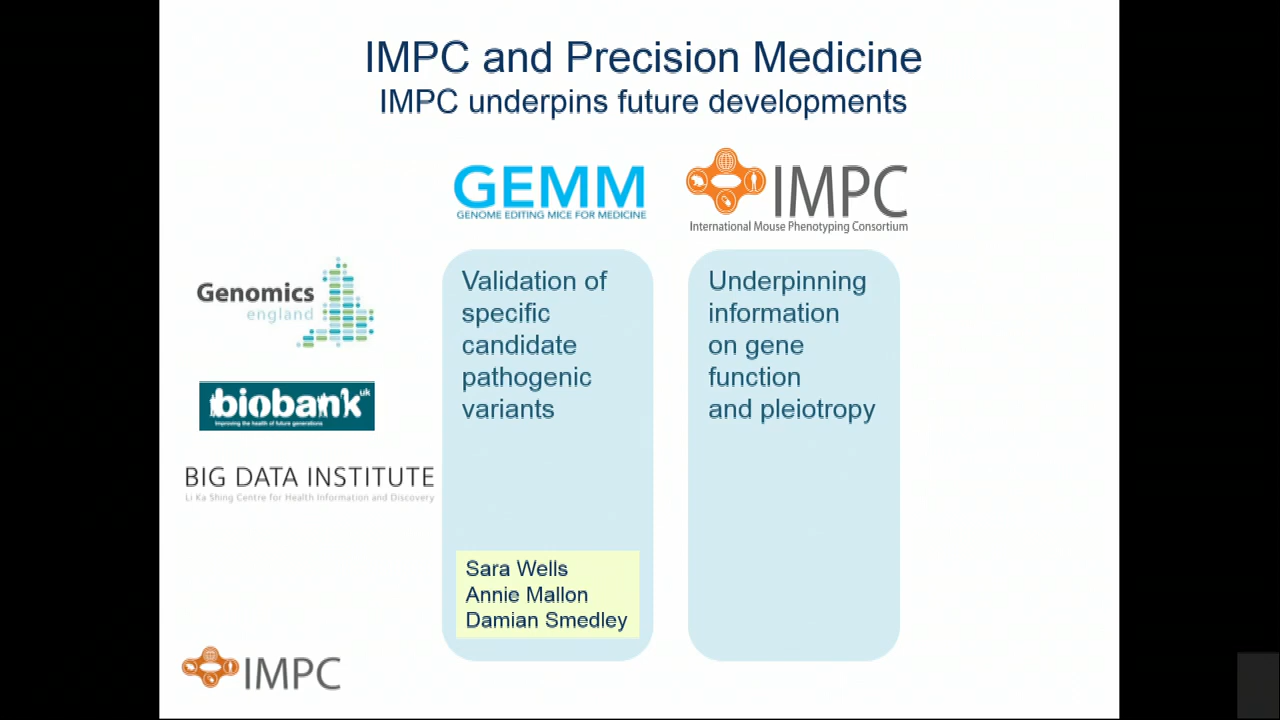 IMPC and Precision Medicine
IMPC underpins future developments
GEMM
GENOME EDITING MICE FOR MEDICINE
IMPC
International Mouse Phenotyping Consortium
Genomics
england
biobank uk
Improving the health of future generations
BIG DATA INSTITUTE
Li Ka Shing Centre for Health Information and Discovery
Validation of
specific
candidate
pathogenic
variants
Sara Wells
Annie Mallon
Damian Smedley
Underpinning
information
on gene
function
and pleiotropy
IMPC